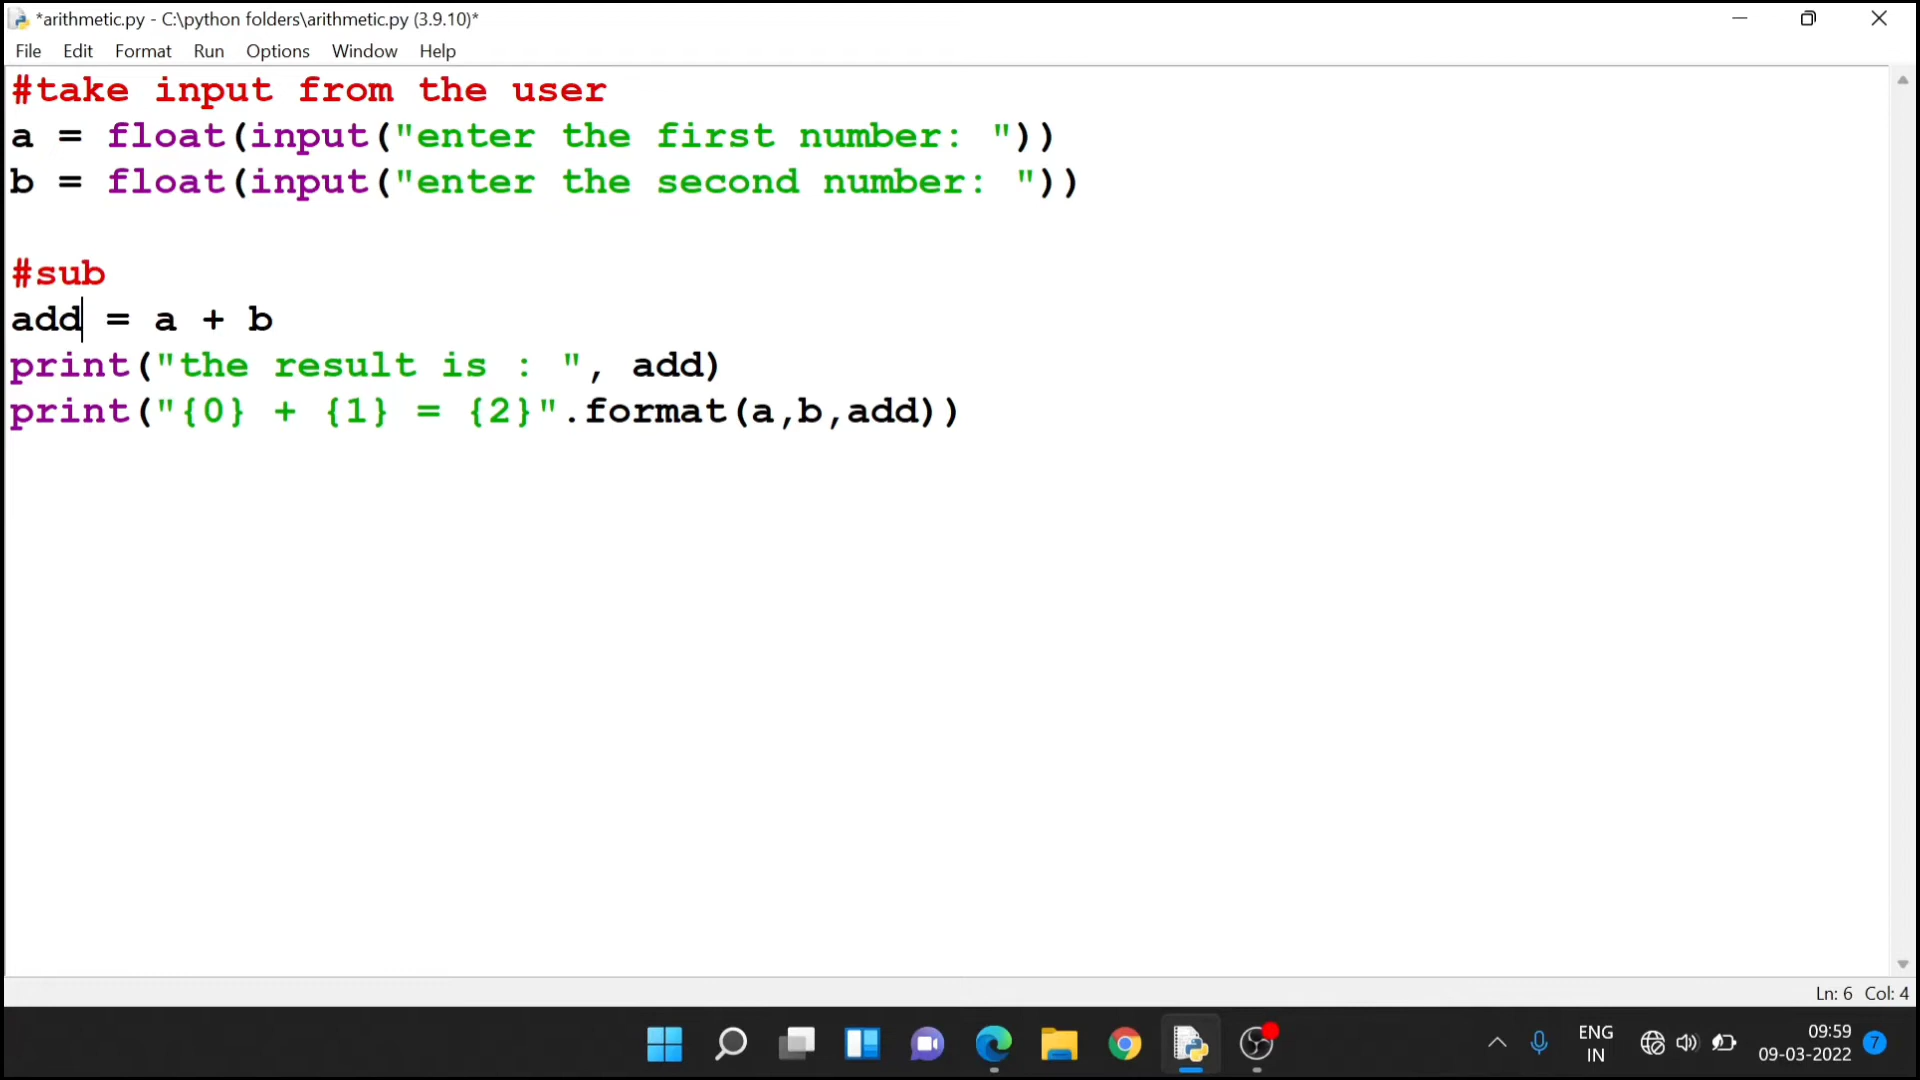 *arithmetic.py - C:\python folders\arithmetic.py (3.9.10)*
File Edit Format Run Options Window Help
#take input from the user
a = float(input("enter the first number: "))
b = float(input("enter the second number: "))
#sub
add = a + b
print("the result is : ", add)
print("{0} + {1} = {2}".format(a,b,add))
Ln: 6 Col: 4
ENG
IN
09:59
09-03-2022
7